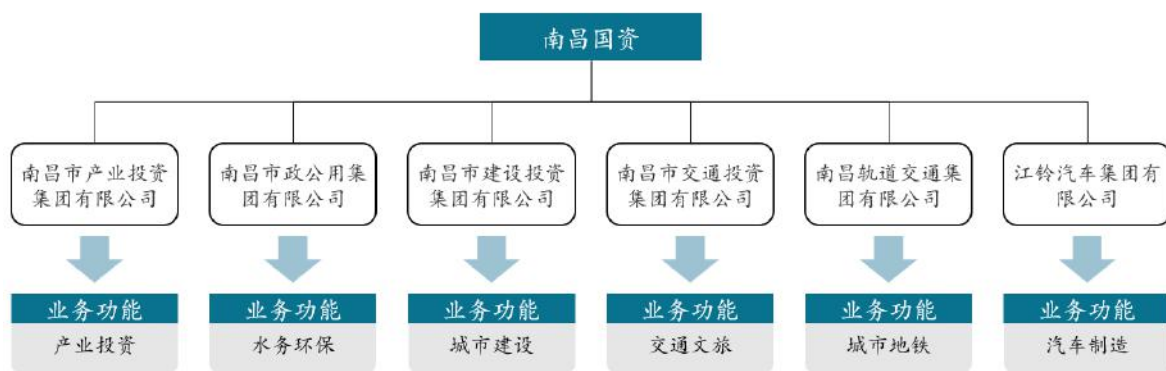 南昌国资
南昌市产业投资
集团有限公司
南昌市政公用集
团有限公司
南昌市建设投资
集团有限公司
南昌市交通投资
集团有限公司
南昌轨道交通集
团有限公司
江铃汽车集团有
限公司
业务功能
产业投资
业务功能
水务环保
业务功能
城市建设
业务功能
交通文旅
业务功能
城市地铁
业务功能
汽车制造